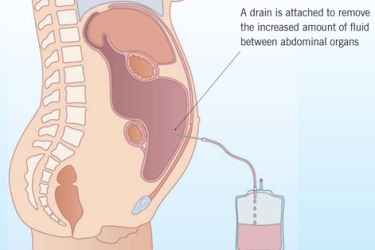 A drain is attached to remove
the increased amount of fluid
between abdominal organs